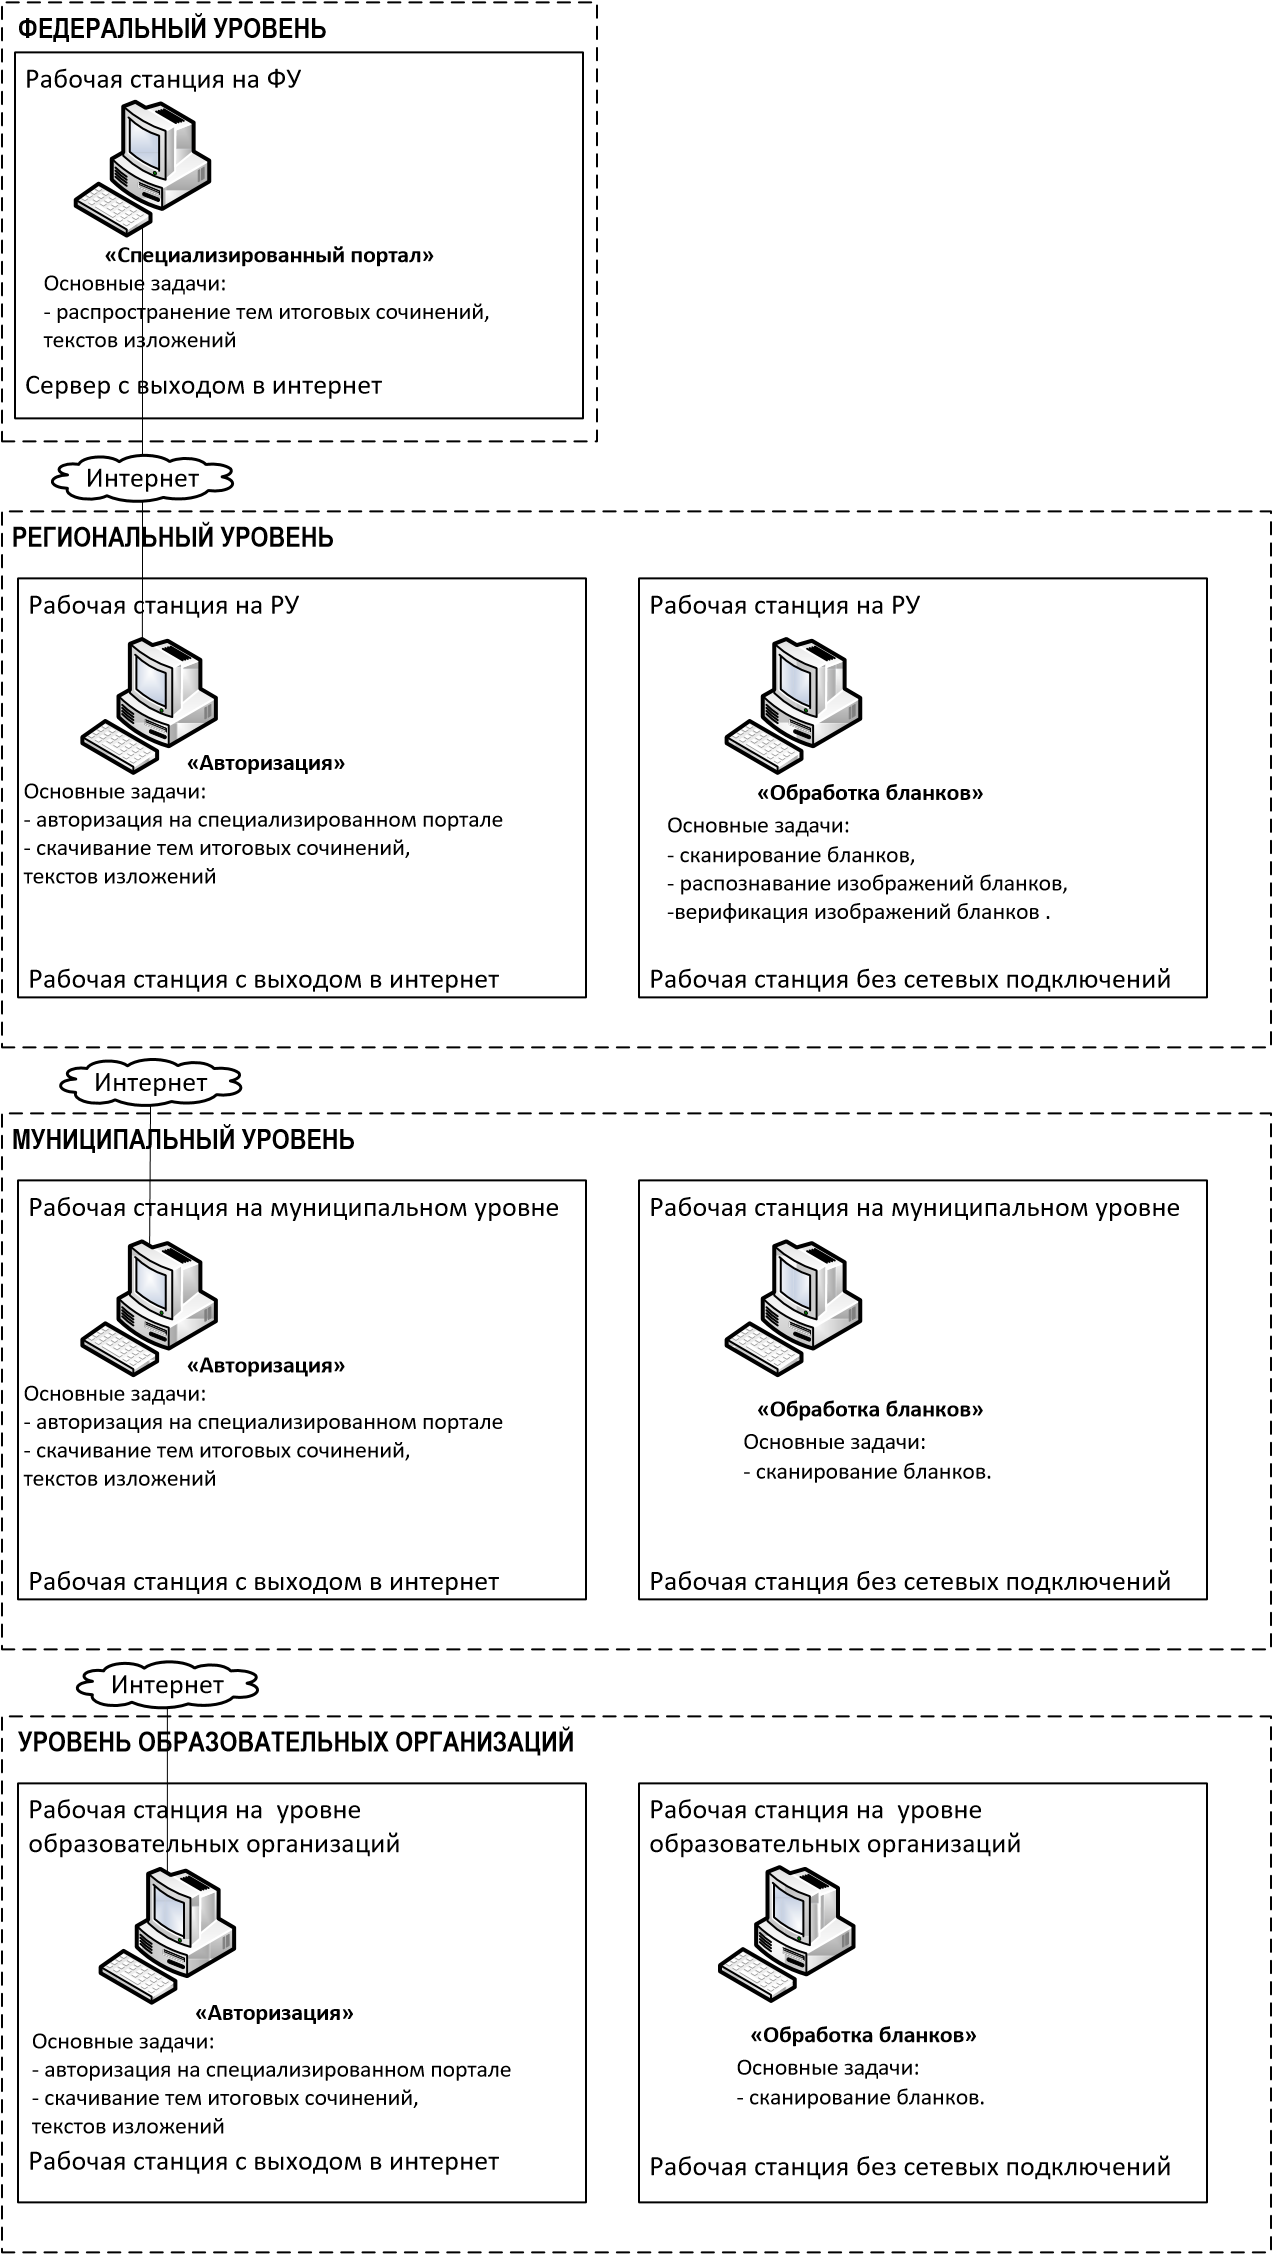 ФЕДЕРАЛЬНЫЙ УРОВЕНЬ
Рабочая станция на ФУ
«Специализированный портал»
Основные задачи:
- распространение тем итоговых сочинений,
текстов изложений
Сервер с выходом в интернет
Интернет
РЕГИОНАЛЬНЫЙ УРОВЕНЬ
Рабочая станция на РУ
«Авторизация»
Основные задачи:
- авторизация на специализированном портале
- скачивание тем итоговых сочинений,
текстов изложений
Рабочая станция с выходом в интернет
Рабочая станция на РУ
«Обработка бланков»
Основные задачи:
- сканирование бланков,
- распознавание изображений бланков,
-верификация изображений бланков .
Рабочая станция без сетевых подключений
Интернет
МУНИЦИПАЛЬНЫЙ УРОВЕНЬ
Рабочая станция на муниципальном уровне
«Авторизация»
Основные задачи:
- авторизация на специализированном портале
- скачивание тем итоговых сочинений,
текстов изложений
Рабочая станция с выходом в интернет
Рабочая станция на муниципальном уровне
«Обработка бланков»
Основные задачи:
- сканирование бланков.
Рабочая станция без сетевых подключений
Интернет
УРОВЕНЬ ОБРАЗОВАТЕЛЬНЫХ ОРГАНИЗАЦИЙ
Рабочая станция на  уровне
образовательных организаций
«Авторизация»
Основные задачи:
- авторизация на специализированном портале
- скачивание тем итоговых сочинений,
текстов изложений
Рабочая станция с выходом в интернет
Рабочая станция на  уровне
образовательных организаций
«Обработка бланков»
Основные задачи:
- сканирование бланков.
Рабочая станция без сетевых подключений